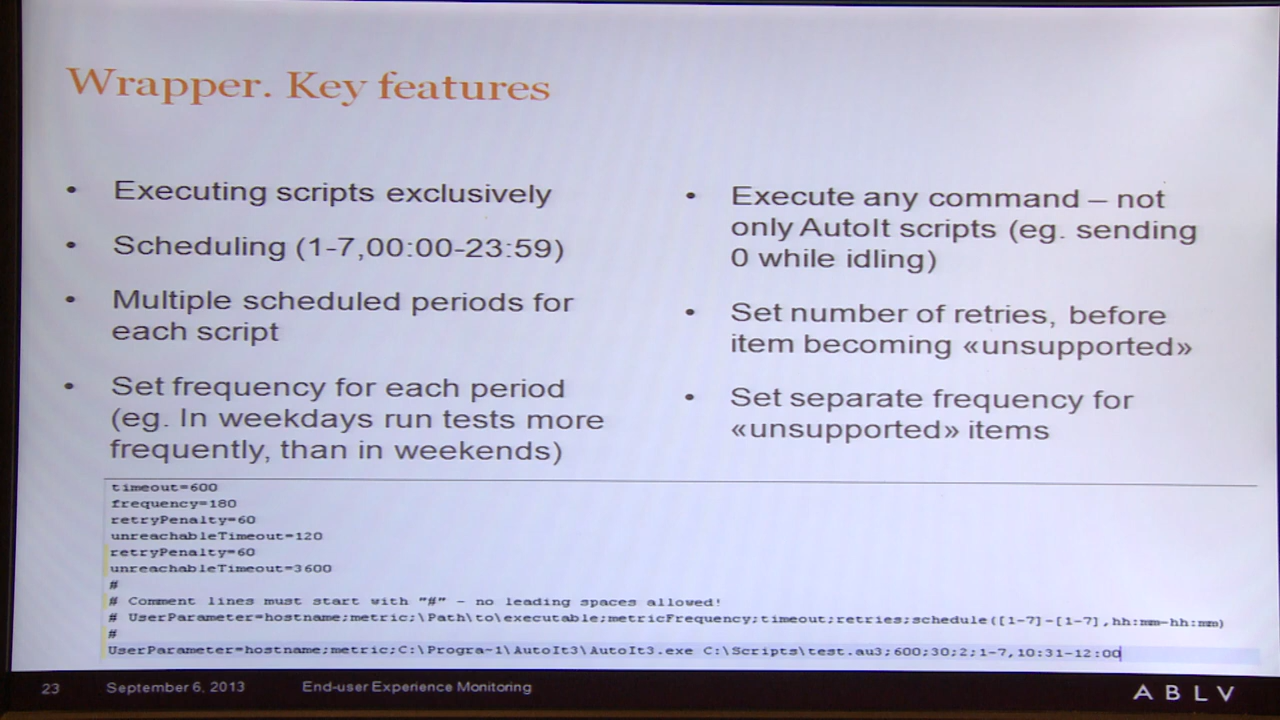 Wrapper. Key features
• Executing scripts exclusively
• Scheduling (1-7,00:00-23:59)
• Multiple scheduled periods for
each script
• Set frequency for each period
(eg. In weekdays run tests more
frequently, than in weekends)
• Execute any command – not
only AutoIt scripts (eg. sending
0 while idling)
• Set number of retries, before
item becoming «unsupported»
• Set separate frequency for
«unsupported» items
timeout=600
frequency=180
retryPenalty=60
unreachableTimeout=120
retryPenalty=60
unreachableTimeout=3600
#
# Comment lines must start with "#" - no leading spaces allowed!
# UserParameter=hostname;metric;\Path\to\executable;metricFrequency;timeout;retries;schedule([1-7]-[1-7],hh:mm-hh:mm)
#
UserParameter=hostname;metric;C:\Progra~1\AutoIt3\AutoIt3.exe C:\Scripts\test.au3;600;30;2;1-7,10:31-12:00
23 September 6, 2013 End-user Experience Monitoring ABLV